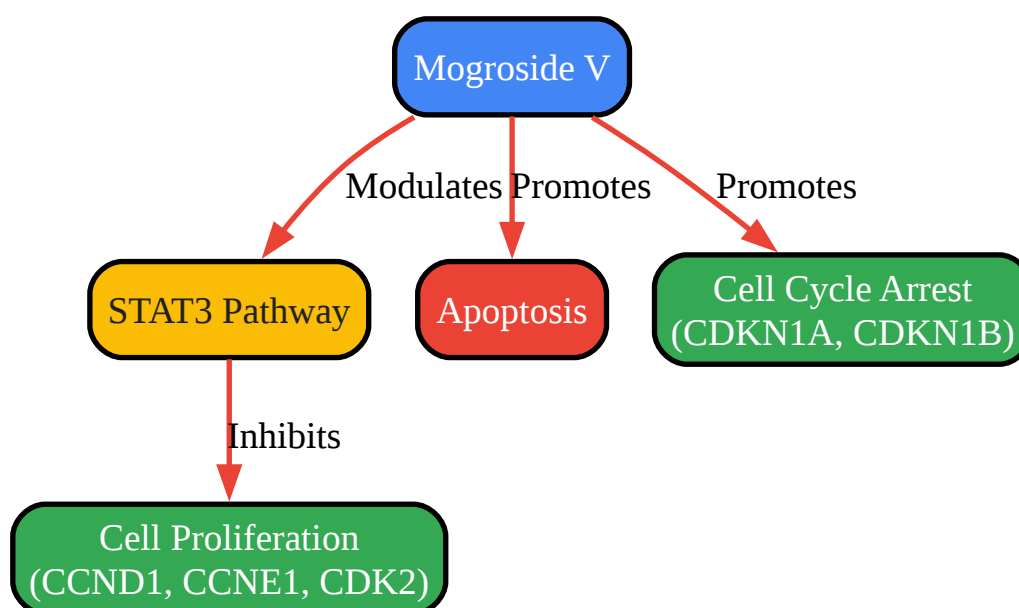 Mogroside V
Modulates
Promotes
Promotes
STAT3 Pathway
Apoptosis
Cell Cycle Arrest
(CDKN1A, CDKN1B)
Inhibits
Cell Proliferation
(CCND1, CCNE1, CDK2)